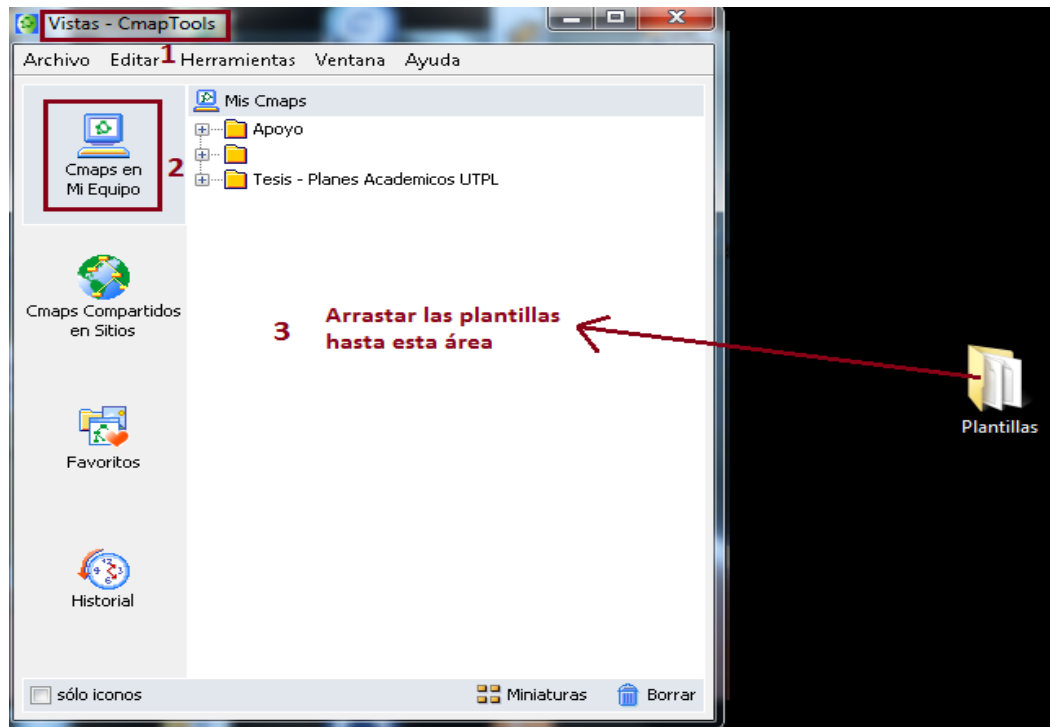 Vistas - CmapTools
1
Archivo Editar Herramientas Ventana Ayuda
Mis Cmaps
Apoyo
Tesis - Planes Academicos UTPL
Cmaps en
Mi Equipo
2
Cmaps Compartidos
en Sitios
3
Arrastar las plantillas
hasta esta área
Plantillas
Favoritos
Historial
sólo iconos
Miniaturas
Borrar